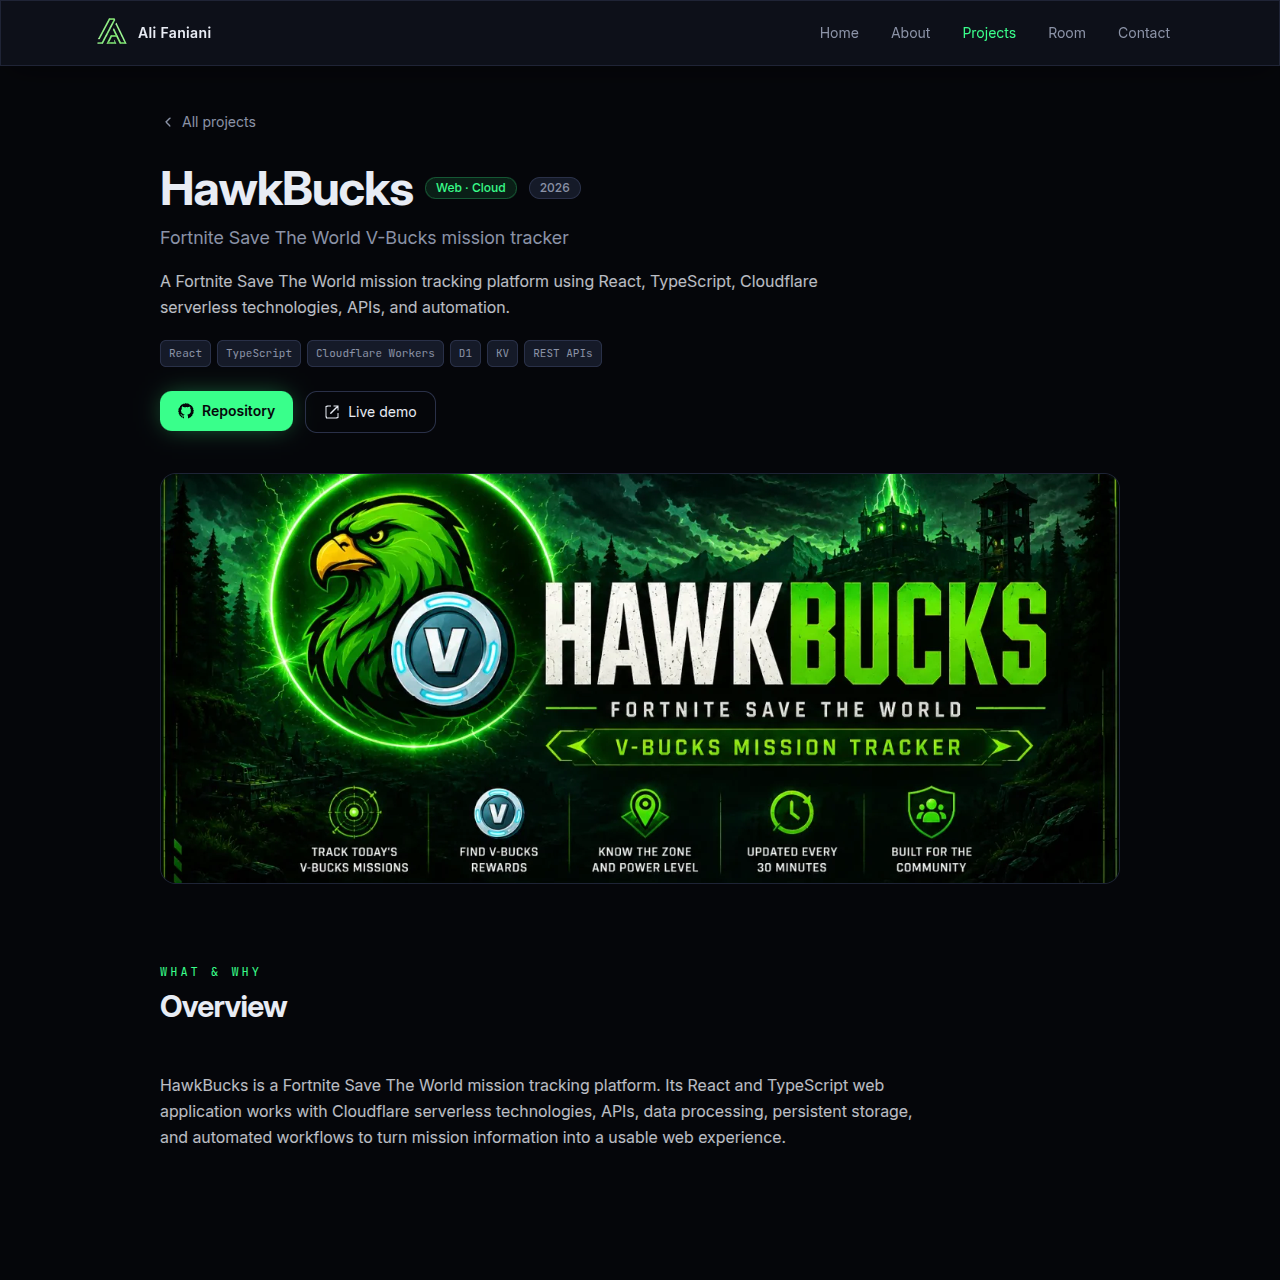 Ali Faniani
Home About Projects Room Contact
All projects
HawkBucks Web · Cloud 2026
Fortnite Save The World V-Bucks mission tracker
A Fortnite Save The World mission tracking platform using React, TypeScript, Cloudflare
serverless technologies, APIs, and automation.
React TypeScript Cloudflare Workers D1 KV REST APIs
Repository Live demo
HAWKBUCKS
V
FORTNITE SAVE THE WORLD
V-BUCKS MISSION TRACKER
V
TRACK TODAY'S
V-BUCKS MISSIONS
FIND V-BUCKS
REWARDS
KNOW THE ZONE
AND POWER LEVEL
UPDATED EVERY
30 MINUTES
BUILT FOR THE
COMMUNITY
WHAT & WHY
Overview
HawkBucks is a Fortnite Save The World mission tracking platform. Its React and TypeScript web
application works with Cloudflare serverless technologies, APIs, data processing, persistent storage,
and automated workflows to turn mission information into a usable web experience.